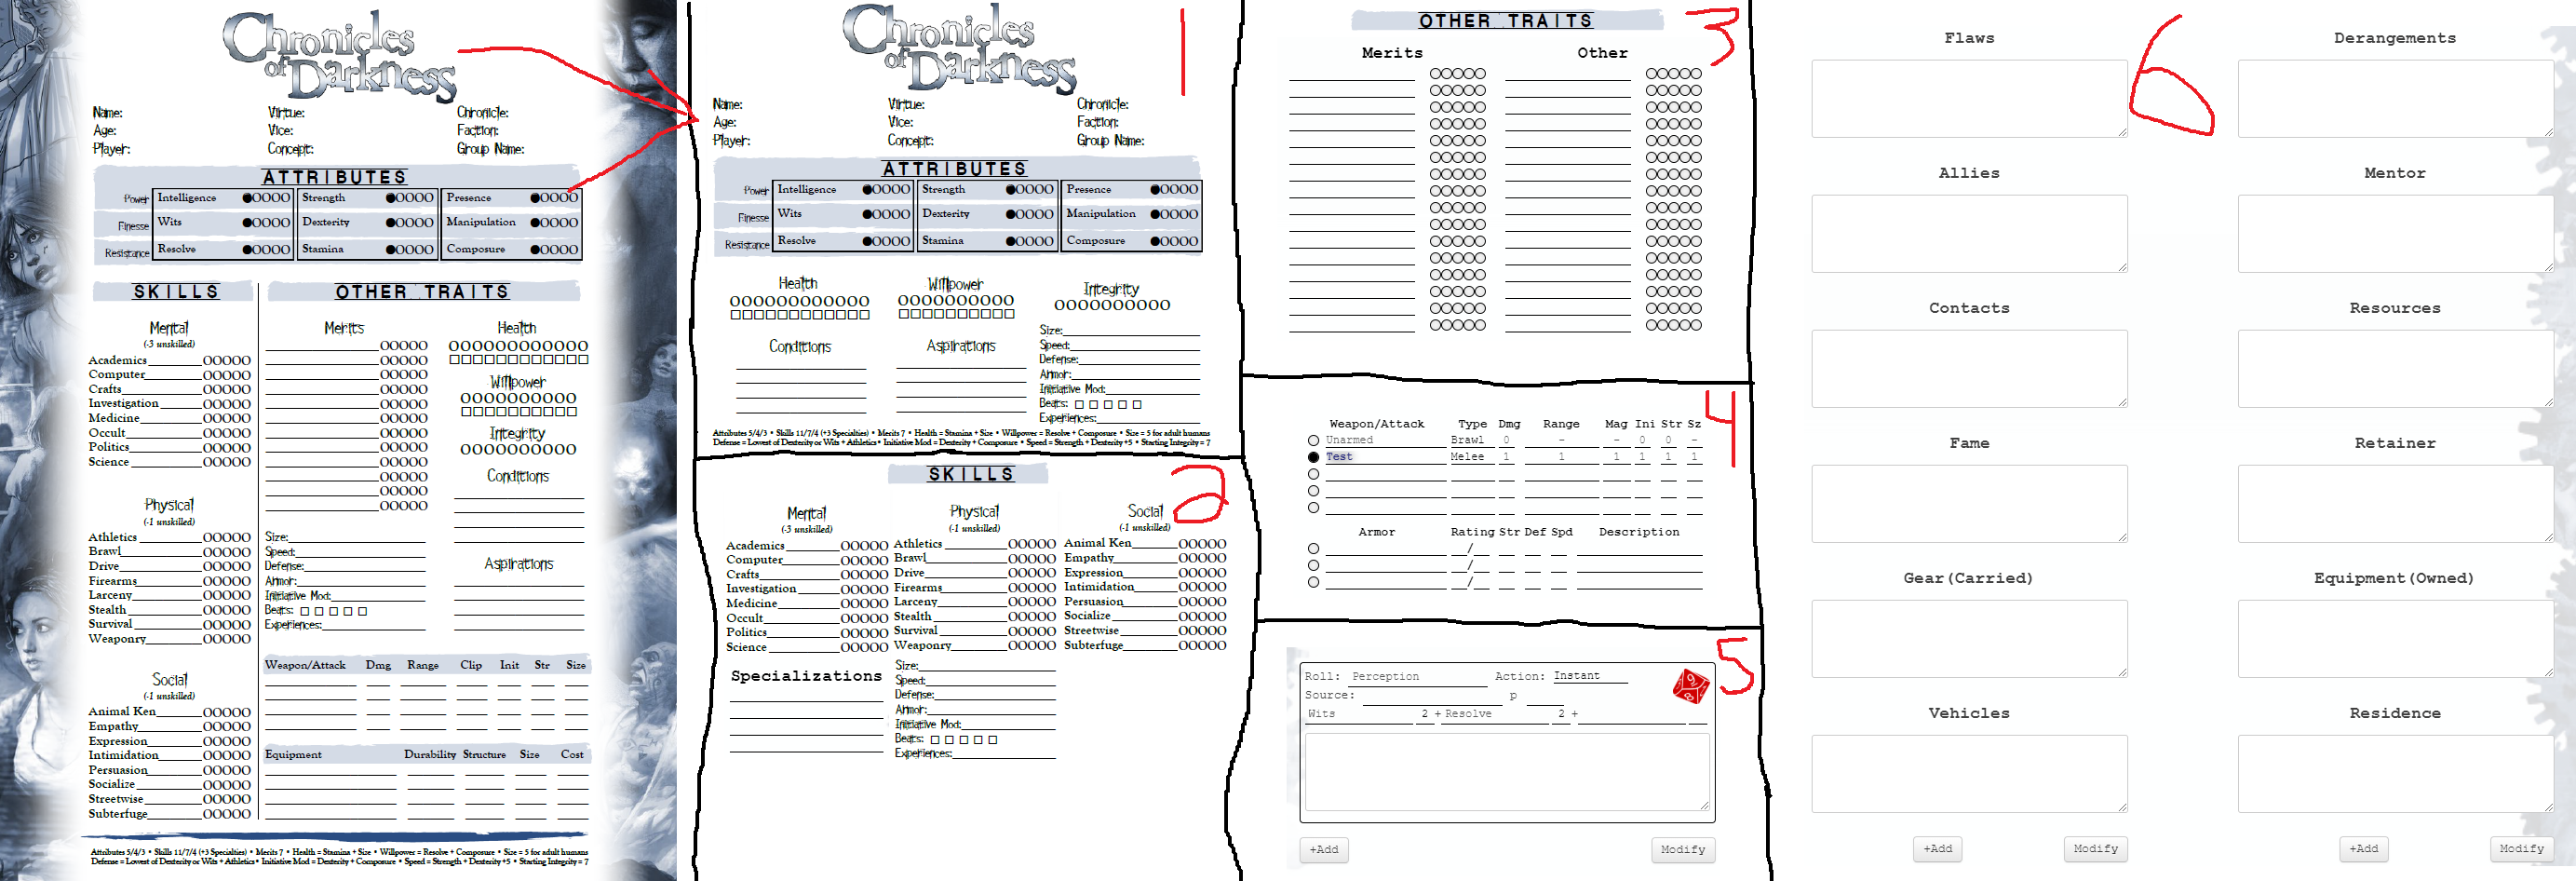 Chronicles
of Darkness
Name: Virtue: Chronicle:
Age: Vice: Faction:
Player: Concept: Group Name:
ATTRIBUTES
Power Intelligence ●OOOO Strength ●OOOO Presence ●OOOO
Finesse Wits ●OOOO Dexterity ●OOOO Manipulation ●OOOO
Resistance Resolve ●OOOO Stamina ●OOOO Composure ●OOOO
SKILLS
Mental
(-3 unskilled)
Academics OOOOO
Computer OOOOO
Crafts OOOOO
Investigation OOOOO
Medicine OOOOO
Occult OOOOO
Politics OOOOO
Science OOOOO
Physical
(-1 unskilled)
Athletics OOOOO
Brawl OOOOO
Drive OOOOO
Firearms OOOOO
Larceny OOOOO
Stealth OOOOO
Survival OOOOO
Weaponry OOOOO
Social
(-1 unskilled)
Animal Ken OOOOO
Empathy OOOOO
Expression OOOOO
Intimidation OOOOO
Persuasion OOOOO
Socialize OOOOO
Streetwise OOOOO
Subterfuge OOOOO
OTHER TRAITS
Merits
OOOOO
OOOOO
OOOOO
OOOOO
OOOOO
OOOOO
OOOOO
OOOOO
OOOOO
OOOOO
OOOOO
OOOOO
Size:
Speed:
Defense:
Armor:
Initiative Mod:
Beats: □ □ □ □ □
Experiences:
Health
OOOOOOOOOOOO
□□□□□□□□□□□□
Willpower
OOOOOOOOOO
□□□□□□□□□□
Integrity
OOOOOOOOOO
Conditions
Aspirations
Weapon/Attack Dmg Range Clip Init Str Size
Equipment Durability Structure Size Cost
Attributes 5/4/3 • Skills 11/7/4 (+3 Specialties) • Merits 7 • Health = Stamina + Size • Willpower = Resolve + Composure • Size = 5 for adult humans
Defense = Lowest of Dexterity or Wits + Athletics • Initiative Mod = Dexterity + Composure • Speed = Strength + Dexterity +5 • Starting Integrity = 7
1
Chronicles
of Darkness
Name: Virtue: Chronicle:
Age: Vice: Faction:
Player: Concept: Group Name:
ATTRIBUTES
Power Intelligence ●OOOO Strength ●OOOO Presence ●OOOO
Finesse Wits ●OOOO Dexterity ●OOOO Manipulation ●OOOO
Resistance Resolve ●OOOO Stamina ●OOOO Composure ●OOOO
Health Willpower Integrity
OOOOOOOOOOOO OOOOOOOOOO OOOOOOOOOO
□□□□□□□□□□□□ □□□□□□□□□□
Conditions Aspirations
Size:
Speed:
Defense:
Armor:
Initiative Mod:
Beats: □ □ □ □ □
Experiences:
Attributes 5/4/3 • Skills 11/7/4 (+3 Specialties) • Merits 7 • Health = Stamina + Size • Willpower = Resolve + Composure • Size = 5 for adult humans
Defense = Lowest of Dexterity or Wits + Athletics • Initiative Mod = Dexterity + Composure • Speed = Strength + Dexterity +5 • Starting Integrity = 7
2
SKILLS
Mental Physical Social
(-3 unskilled) (-1 unskilled) (-1 unskilled)
Academics OOOOO Athletics OOOOO Animal Ken OOOOO
Computer OOOOO Brawl OOOOO Empathy OOOOO
Crafts OOOOO Drive OOOOO Expression OOOOO
Investigation OOOOO Firearms OOOOO Intimidation OOOOO
Medicine OOOOO Larceny OOOOO Persuasion OOOOO
Occult OOOOO Stealth OOOOO Socialize OOOOO
Politics OOOOO Survival OOOOO Streetwise OOOOO
Science OOOOO Weaponry OOOOO Subterfuge OOOOO
Specializations
Size:
Speed:
Defense:
Armor:
Initiative Mod:
Beats: □ □ □ □ □
Experiences:
3
OTHER TRAITS
Merits Other
4
Weapon/Attack Type Dmg Range Mag Ini Str Sz
Unarmed Brawl 0 - - 0 0 -
Test Melee 1 1 1 1 1 1
Armor Rating Str Def Spd Description
/
/
/
5
Roll: Perception Action: Instant
Source: p
Wits 2 + Resolve 2 +
+Add Modify
6
Flaws Derangements
Allies Mentor
Contacts Resources
Fame Retainer
Gear(Carried) Equipment(Owned)
Vehicles Residence
+Add Modify +Add Modify